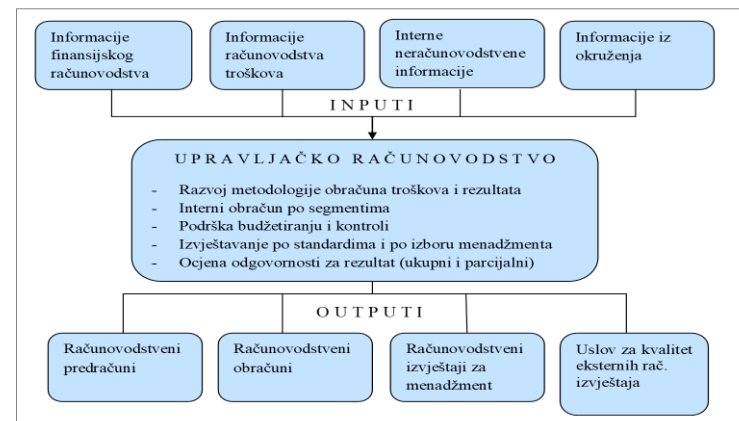 Informacije
finansijskog
računovodstva
Informacije
računovodstva
troškova
Interne
neračunovodstvene
informacije
Informacije iz
okruženja
INPUTI
UPRAVLJAČKO RAČUNOVODSTVO
- Razvoj metodologije obračuna troškova i rezultata
- Interni obračun po segmentima
- Podrška budžetiranju i kontroli
- Izvještavanje po standardima i po izboru menadžmenta
- Ocjena odgovornosti za rezultat (ukupni i parcijalni)
OUTPUTI
Računovodstveni
predračuni
Računovodstveni
obračuni
Računovodstveni
izvještaji za
menadžment
Uslov za kvalitet
eksternih rač.
izvještaja